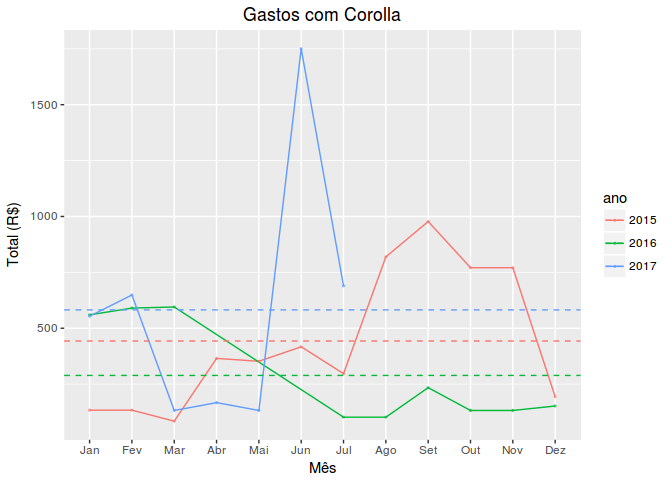 Gastos com Corolla
Total (R$)
1500
1000
500
Jan Fev Mar Abr Mai Jun Jul Ago Set Out Nov Dez
Mês
ano
2015
2016
2017